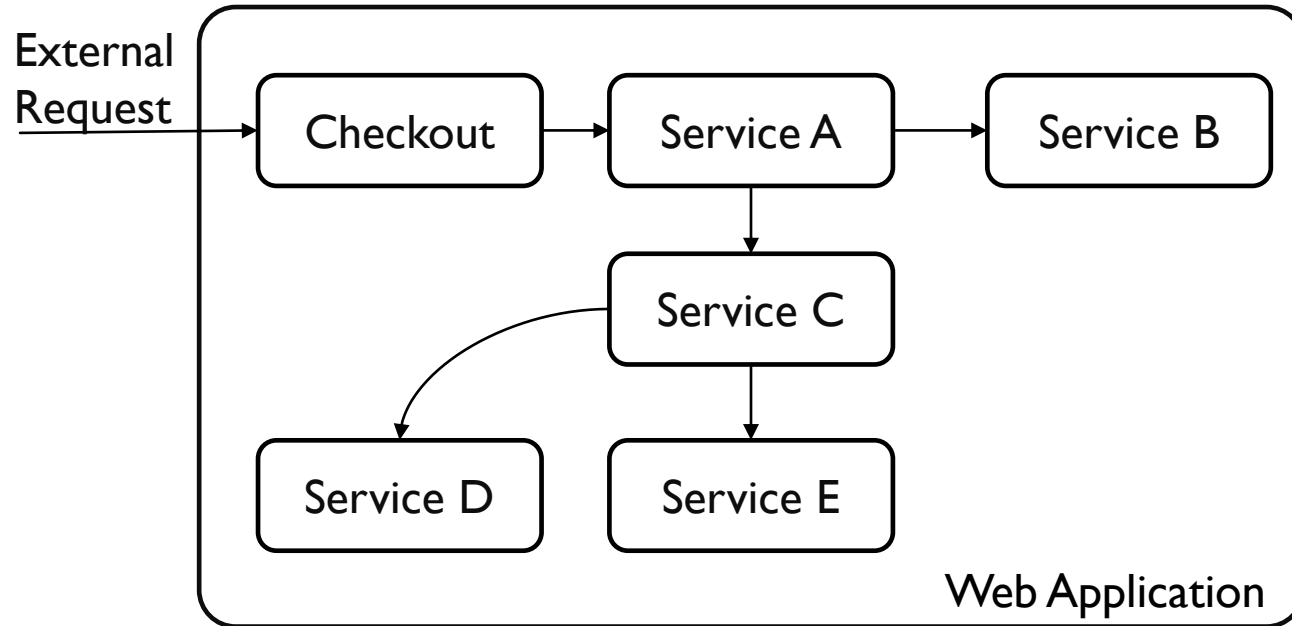 External
Request
Checkout
Service A
Service B
Service C
Service D
Service E
Web Application